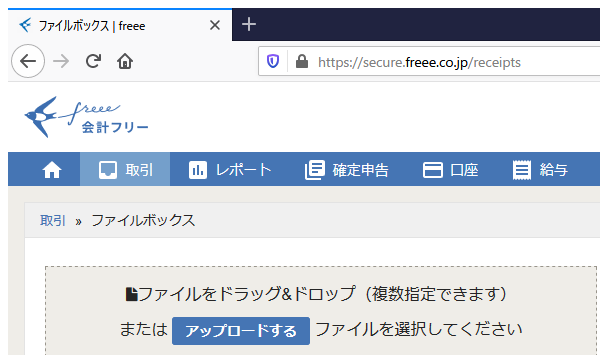 ファイルボックス | freee
https://secure.freee.co.jp/receipts
freee
会計フリー
取引 レポート 確定申告 口座 給与
取引 » ファイルボックス
ファイルをドラッグ&ドロップ（複数指定できます）
または アップロードする ファイルを選択してください